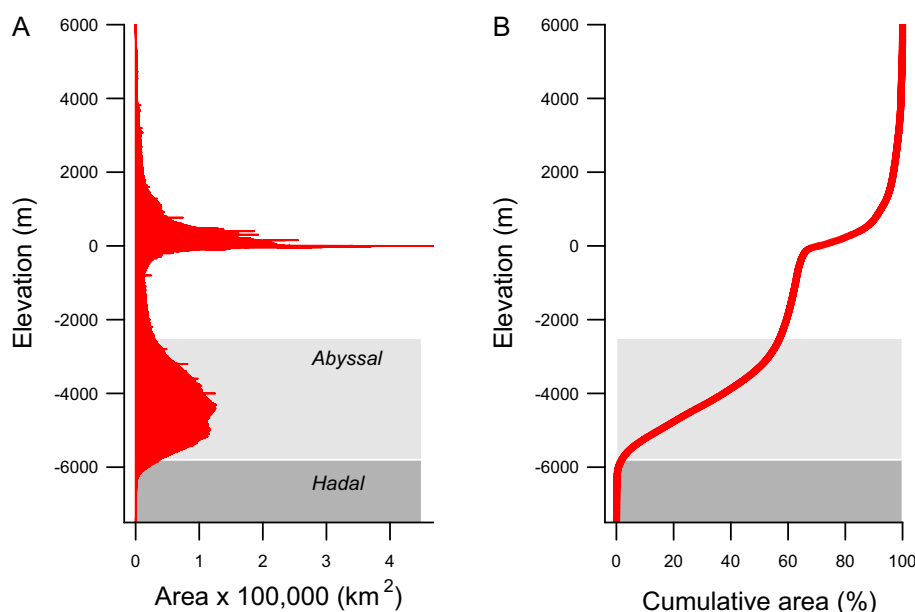 A
6000
4000
2000
0
-2000
-4000
-6000
Elevation (m)
Abyssal
Hadal
0 1 2 3 4
Area x 100,000 (km²)
B
6000
4000
2000
0
-2000
-4000
-6000
Elevation (m)
0 20 40 60 80 100
Cumulative area (%)